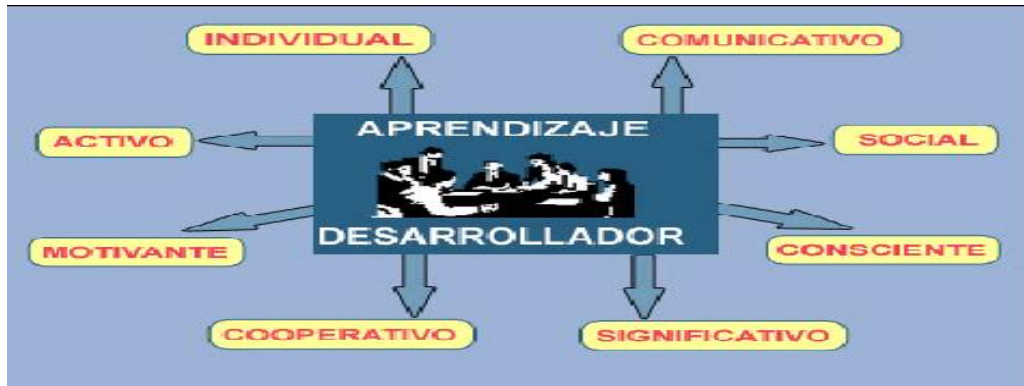 INDIVIDUAL
COMUNICATIVO
APRENDIZAJE
ACTIVO
SOCIAL
DESARROLLADOR
MOTIVANTE
CONSCIENTE
COOPERATIVO
SIGNIFICATIVO